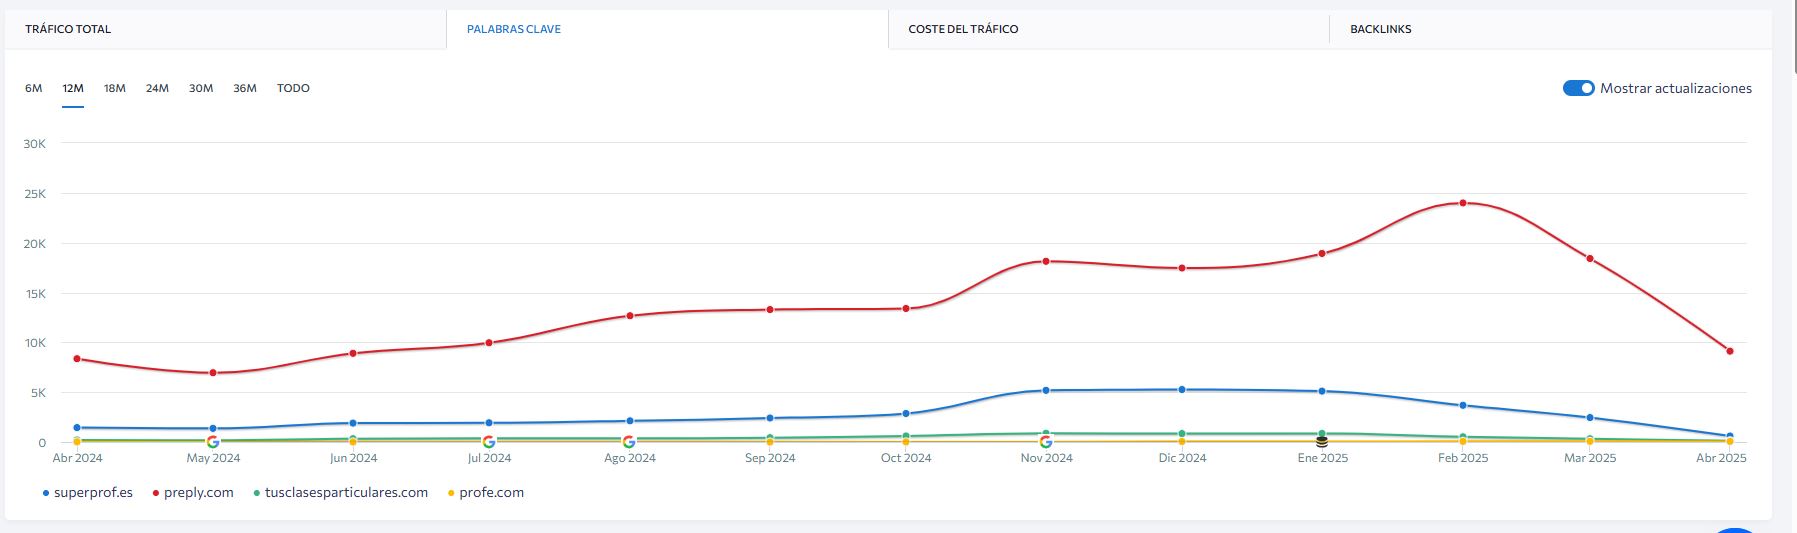 TRÁFICO TOTAL
PALABRAS CLAVE
COSTE DEL TRÁFICO
BACKLINKS
6M 12M 18M 24M 30M 36M TODO
Mostrar actualizaciones
30K
25K
20K
15K
10K
5K
0
Abr 2024 May 2024 Jun 2024 Jul 2024 Ago 2024 Sep 2024 Oct 2024 Nov 2024 Dic 2024 Ene 2025 Feb 2025 Mar 2025 Abr 2025
superprof.es preply.com tusclasesparticulares.com profe.com